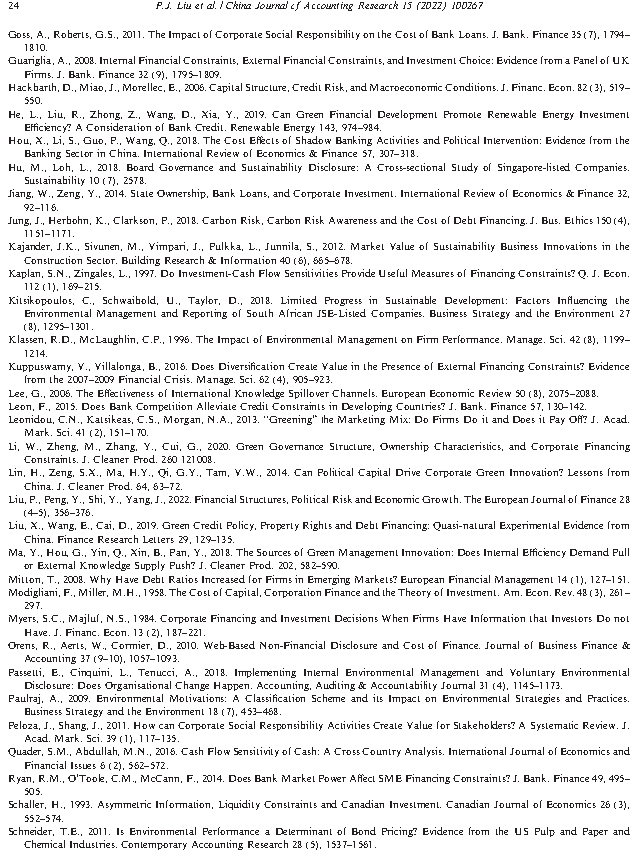 24 P.J. Liu et al. / China Journal of Accounting Research 15 (2022) 100267
Goss, A., Roberts, G.S., 2011. The Impact of Corporate Social Responsibility on the Cost of Bank Loans. J. Bank. Finance 35 (7), 1794–
1810.
Guariglia, A., 2008. Internal Financial Constraints, External Financial Constraints, and Investment Choice: Evidence from a Panel of UK
Firms. J. Bank. Finance 32 (9), 1795–1809.
Hackbarth, D., Miao, J., Morellec, E., 2006. Capital Structure, Credit Risk, and Macroeconomic Conditions. J. Financ. Econ. 82 (3), 519–
550.
He, L., Liu, R., Zhong, Z., Wang, D., Xia, Y., 2019. Can Green Financial Development Promote Renewable Energy Investment
Efficiency? A Consideration of Bank Credit. Renewable Energy 143, 974–984.
Hou, X., Li, S., Guo, P., Wang, Q., 2018. The Cost Effects of Shadow Banking Activities and Political Intervention: Evidence from the
Banking Sector in China. International Review of Economics & Finance 57, 307–318.
Hu, M., Loh, L., 2018. Board Governance and Sustainability Disclosure: A Cross-sectional Study of Singapore-listed Companies.
Sustainability 10 (7), 2578.
Jiang, W., Zeng, Y., 2014. State Ownership, Bank Loans, and Corporate Investment. International Review of Economics & Finance 32,
92–116.
Jung, J., Herbohn, K., Clarkson, P., 2018. Carbon Risk, Carbon Risk Awareness and the Cost of Debt Financing. J. Bus. Ethics 150 (4),
1151–1171.
Kajander, J.K., Sivunen, M., Vimpari, J., Pulkka, L., Junnila, S., 2012. Market Value of Sustainability Business Innovations in the
Construction Sector. Building Research & Information 40 (6), 665–678.
Kaplan, S.N., Zingales, L., 1997. Do Investment-Cash Flow Sensitivities Provide Useful Measures of Financing Constraints? Q. J. Econ.
112 (1), 169–215.
Kitsikopoulos, C., Schwaibold, U., Taylor, D., 2018. Limited Progress in Sustainable Development: Factors Influencing the
Environmental Management and Reporting of South African JSE-Listed Companies. Business Strategy and the Environment 27
(8), 1295–1301.
Klassen, R.D., McLaughlin, C.P., 1996. The Impact of Environmental Management on Firm Performance. Manage. Sci. 42 (8), 1199–
1214.
Kuppuswamy, V., Villalonga, B., 2016. Does Diversification Create Value in the Presence of External Financing Constraints? Evidence
from the 2007–2009 Financial Crisis. Manage. Sci. 62 (4), 905–923.
Lee, G., 2006. The Effectiveness of International Knowledge Spillover Channels. European Economic Review 50 (8), 2075–2088.
Leon, F., 2015. Does Bank Competition Alleviate Credit Constraints in Developing Countries? J. Bank. Finance 57, 130–142.
Leonidou, C.N., Katsikeas, C.S., Morgan, N.A., 2013. “Greening” the Marketing Mix: Do Firms Do it and Does it Pay Off? J. Acad.
Mark. Sci. 41 (2), 151–170.
Li, W., Zheng, M., Zhang, Y., Cui, G., 2020. Green Governance Structure, Ownership Characteristics, and Corporate Financing
Constraints. J. Cleaner Prod. 260 121008.
Lin, H., Zeng, S.X., Ma, H.Y., Qi, G.Y., Tam, V.W., 2014. Can Political Capital Drive Corporate Green Innovation? Lessons from
China. J. Cleaner Prod. 64, 63–72.
Liu, P., Peng, Y., Shi, Y., Yang, J., 2022. Financial Structures, Political Risk and Economic Growth. The European Journal of Finance 28
(4–5), 356–376.
Liu, X., Wang, E., Cai, D., 2019. Green Credit Policy, Property Rights and Debt Financing: Quasi-natural Experimental Evidence from
China. Finance Research Letters 29, 129–135.
Ma, Y., Hou, G., Yin, Q., Xin, B., Pan, Y., 2018. The Sources of Green Management Innovation: Does Internal Efficiency Demand Pull
or External Knowledge Supply Push? J. Cleaner Prod. 202, 582–590.
Mitton, T., 2008. Why Have Debt Ratios Increased for Firms in Emerging Markets? European Financial Management 14 (1), 127–151.
Modigliani, F., Miller, M.H., 1958. The Cost of Capital, Corporation Finance and the Theory of Investment. Am. Econ. Rev. 48 (3), 261–
297.
Myers, S.C., Majluf, N.S., 1984. Corporate Financing and Investment Decisions When Firms Have Information that Investors Do not
Have. J. Financ. Econ. 13 (2), 187–221.
Orens, R., Aerts, W., Cormier, D., 2010. Web-Based Non-Financial Disclosure and Cost of Finance. Journal of Business Finance &
Accounting 37 (9–10), 1057–1093.
Passetti, E., Cinquini, L., Tenucci, A., 2018. Implementing Internal Environmental Management and Voluntary Environmental
Disclosure: Does Organisational Change Happen. Accounting, Auditing & Accountability Journal 31 (4), 1145–1173.
Paulraj, A., 2009. Environmental Motivations: A Classification Scheme and its Impact on Environmental Strategies and Practices.
Business Strategy and the Environment 18 (7), 453–468.
Peloza, J., Shang, J., 2011. How can Corporate Social Responsibility Activities Create Value for Stakeholders? A Systematic Review. J.
Acad. Mark. Sci. 39 (1), 117–135.
Quader, S.M., Abdullah, M.N., 2016. Cash Flow Sensitivity of Cash: A Cross Country Analysis. International Journal of Economics and
Financial Issues 6 (2), 562–572.
Ryan, R.M., O'Toole, C.M., McCann, F., 2014. Does Bank Market Power Affect SME Financing Constraints? J. Bank. Finance 49, 495–
505.
Schaller, H., 1993. Asymmetric Information, Liquidity Constraints and Canadian Investment. Canadian Journal of Economics 26 (3),
552–574.
Schneider, T.E., 2011. Is Environmental Performance a Determinant of Bond Pricing? Evidence from the US Pulp and Paper and
Chemical Industries. Contemporary Accounting Research 28 (5), 1537–1561.